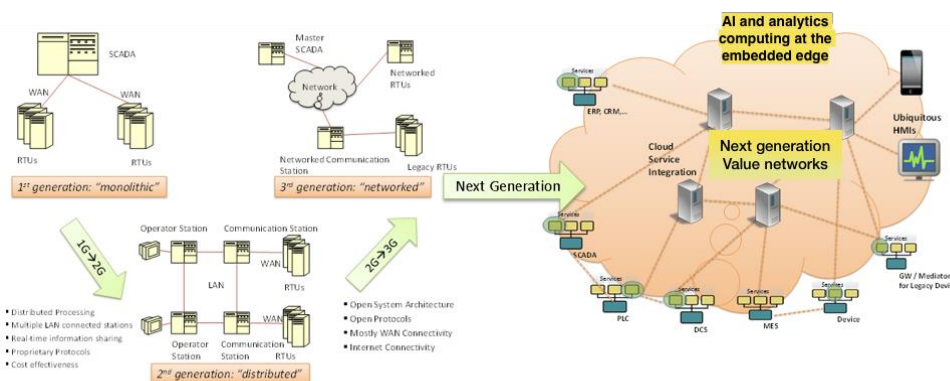 SCADA
WAN
WAN
RTUs
RTUs
1st generation: "monolithic"
1G→2G
Distributed Processing
Multiple LAN connected stations
Real-time information sharing
Proprietary Protocols
Cost effectiveness
Operator Station
Communication Station
WAN
RTUs
LAN
WAN
Operator
Station
Communication
Station
RTUs
2nd generation: "distributed"
2G→3G
Open System Architecture
Open Protocols
Mostly WAN Connectivity
Internet Connectivity
Master
SCADA
Networked
RTUs
Network
Networked Communication
Station
Legacy RTUs
3rd generation: "networked"
Next Generation
AI and analytics
computing at the
embedded edge
Services
ERP, CRM,...
Ubiquitous
HMIs
Cloud
Service
Integration
Next generation
Value networks
Services
SCADA
Services
PLC
Services
DCS
Services
MES
Services
Device
Services
GW / Mediator
for Legacy Devi